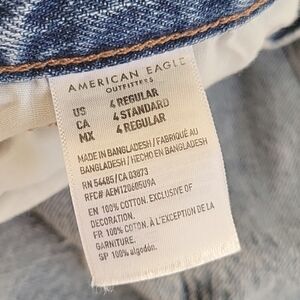 AMERICAN EAGLE
OUTFITTERS
US 4 REGULAR
CA 4 STANDARD
MX 4 REGULAR
MADE IN BANGLADESH / FABRIQUÉ AU
BANGLADESH / HECHO EN BANGLADESH
RN 54485/CA 03873
RFC# AEM120605U9A
EN 100% COTTON, EXCLUSIVE OF
DECORATION.
FR 100% COTON. À L'EXCEPTION DE LA
GARNITURE.
SP 100% algodón.